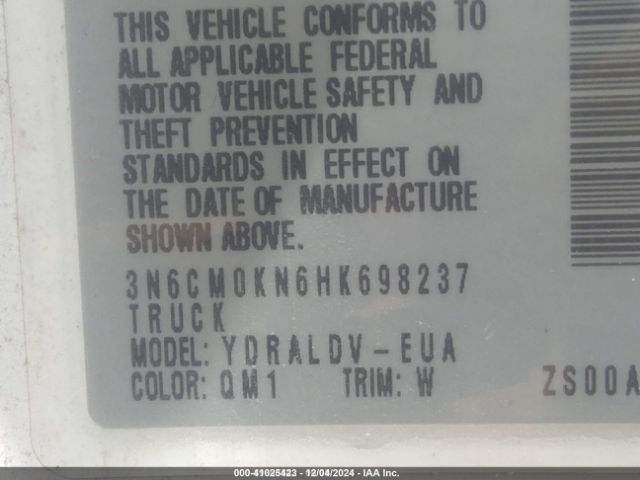 THIS VEHICLE CONFORMS TO
ALL APPLICABLE FEDERAL
MOTOR VEHICLE SAFETY AND
THEFT PREVENTION
STANDARDS IN EFFECT ON
THE DATE OF MANUFACTURE
SHOWN ABOVE.
3N6CM0KN6HK698237
TRUCK
MODEL: YDRALDV-EUA
COLOR: QM1 TRIM: W ZS00A
000-41025423 - 12/04/2024 - IAA Inc.